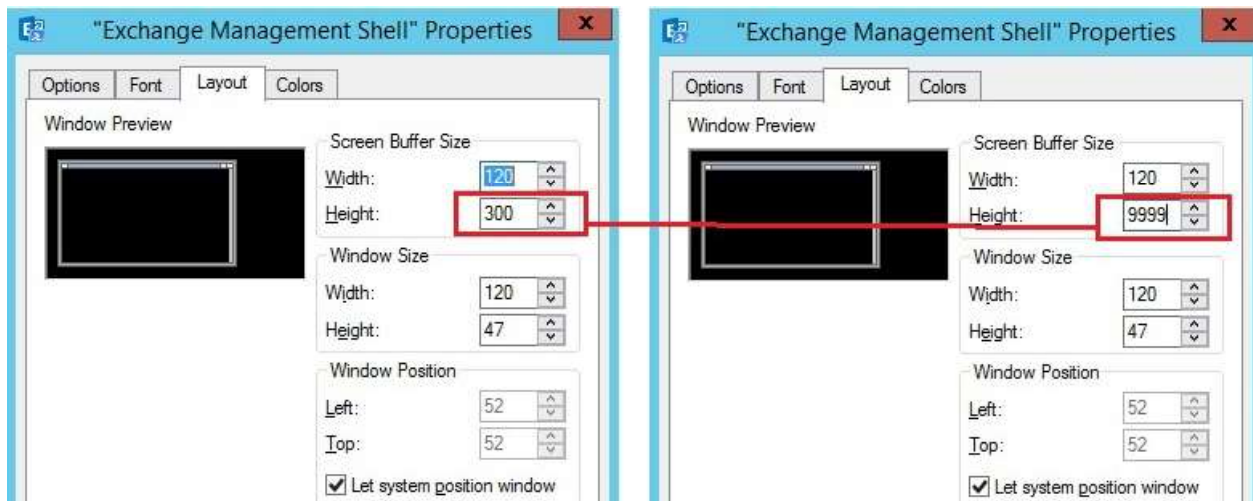 "Exchange Management Shell" Properties
Options Font Layout Colors
Window Preview
Screen Buffer Size
Width: 120
Height: 300
Window Size
Width: 120
Height: 47
Window Position
Left: 52
Top: 52
Let system position window
"Exchange Management Shell" Properties
Options Font Layout Colors
Window Preview
Screen Buffer Size
Width: 120
Height: 9999
Window Size
Width: 120
Height: 47
Window Position
Left: 52
Top: 52
Let system position window